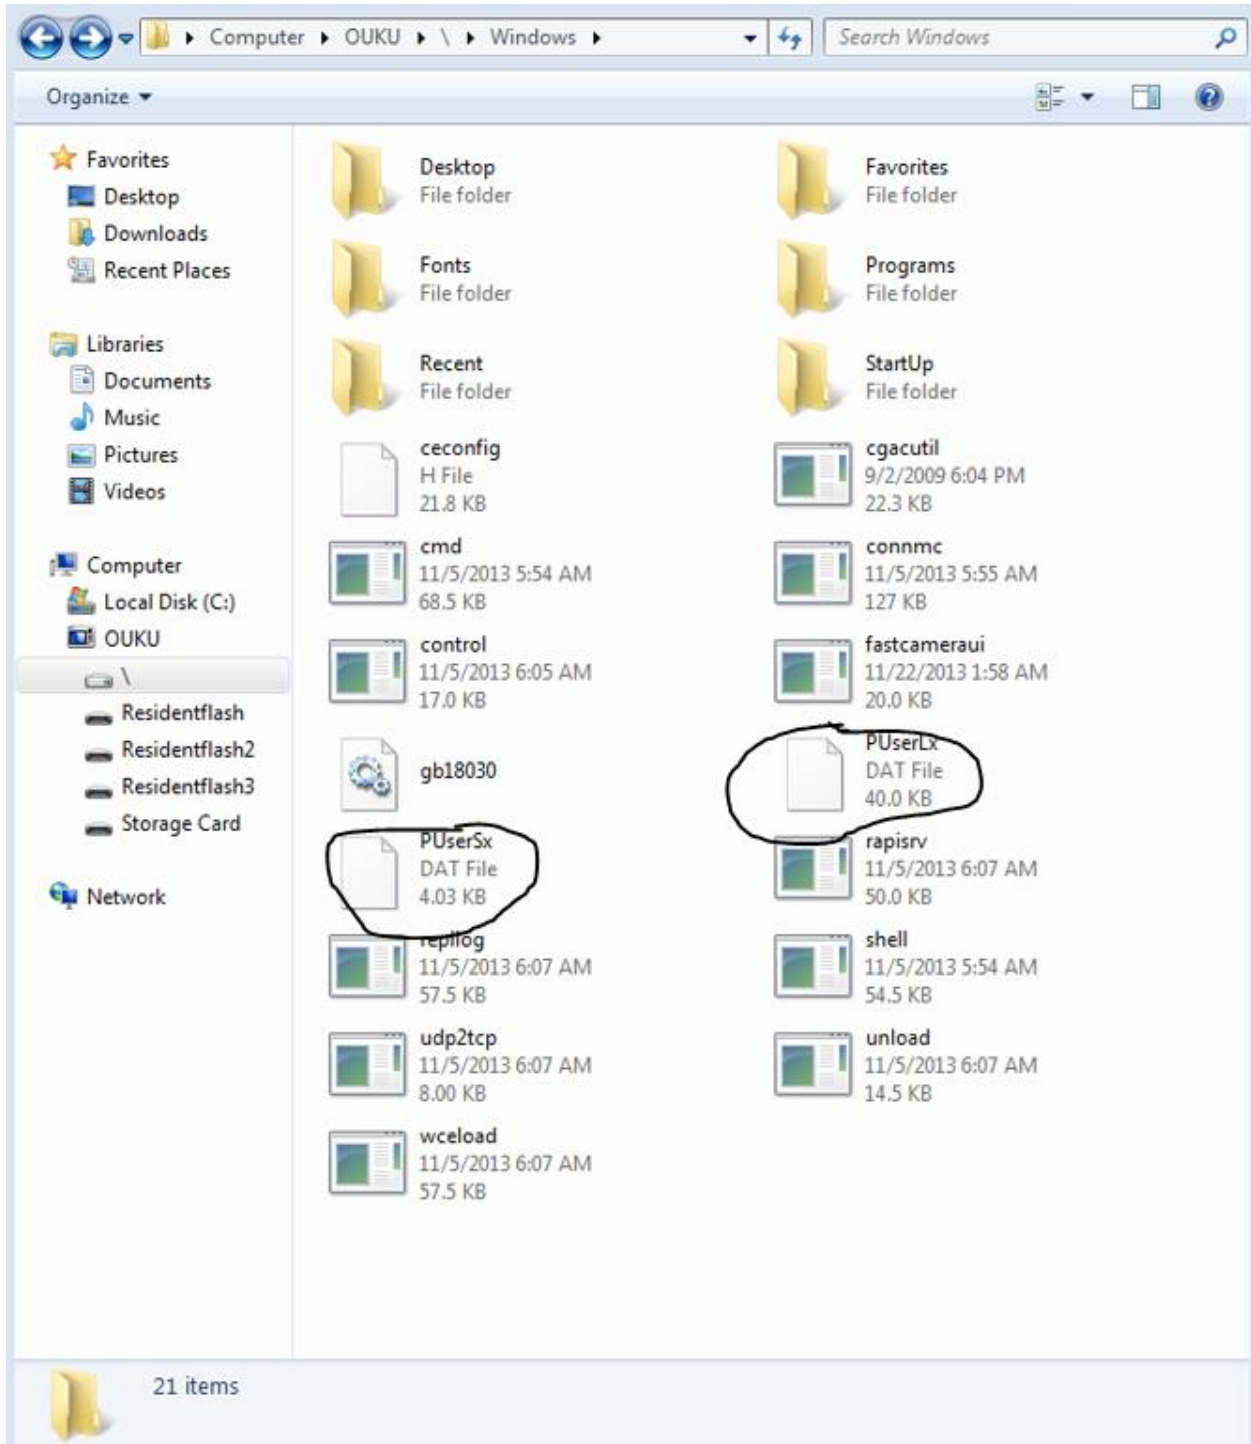 Computer ▸ OUKU ▸ \ ▸ Windows ▸
Search Windows
Organize
Favorites
Desktop
Downloads
Recent Places
Libraries
Documents
Music
Pictures
Videos
Computer
Local Disk (C:)
OUKU
\
Residentflash
Residentflash2
Residentflash3
Storage Card
Network
Desktop
File folder
Favorites
File folder
Fonts
File folder
Programs
File folder
Recent
File folder
StartUp
File folder
ceconfig
H File
21.8 KB
cgacutil
9/2/2009 6:04 PM
22.3 KB
cmd
11/5/2013 5:54 AM
68.5 KB
connmc
11/5/2013 5:55 AM
127 KB
control
11/5/2013 6:05 AM
17.0 KB
fastcameraui
11/22/2013 1:58 AM
20.0 KB
gb18030
PUserLx
DAT File
40.0 KB
PUserSx
DAT File
4.03 KB
rapisrv
11/5/2013 6:07 AM
50.0 KB
repllog
11/5/2013 6:07 AM
57.5 KB
shell
11/5/2013 5:54 AM
54.5 KB
udp2tcp
11/5/2013 6:07 AM
8.00 KB
unload
11/5/2013 6:07 AM
14.5 KB
wceload
11/5/2013 6:07 AM
57.5 KB
21 items